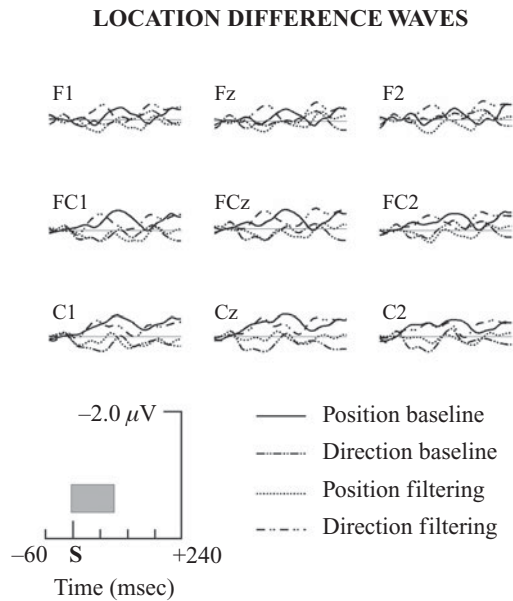 LOCATION DIFFERENCE WAVES
F1 Fz F2
FC1 FCz FC2
C1 Cz C2
–2.0 μV
Position baseline
Direction baseline
Position filtering
Direction filtering
–60 S +240
Time (msec)